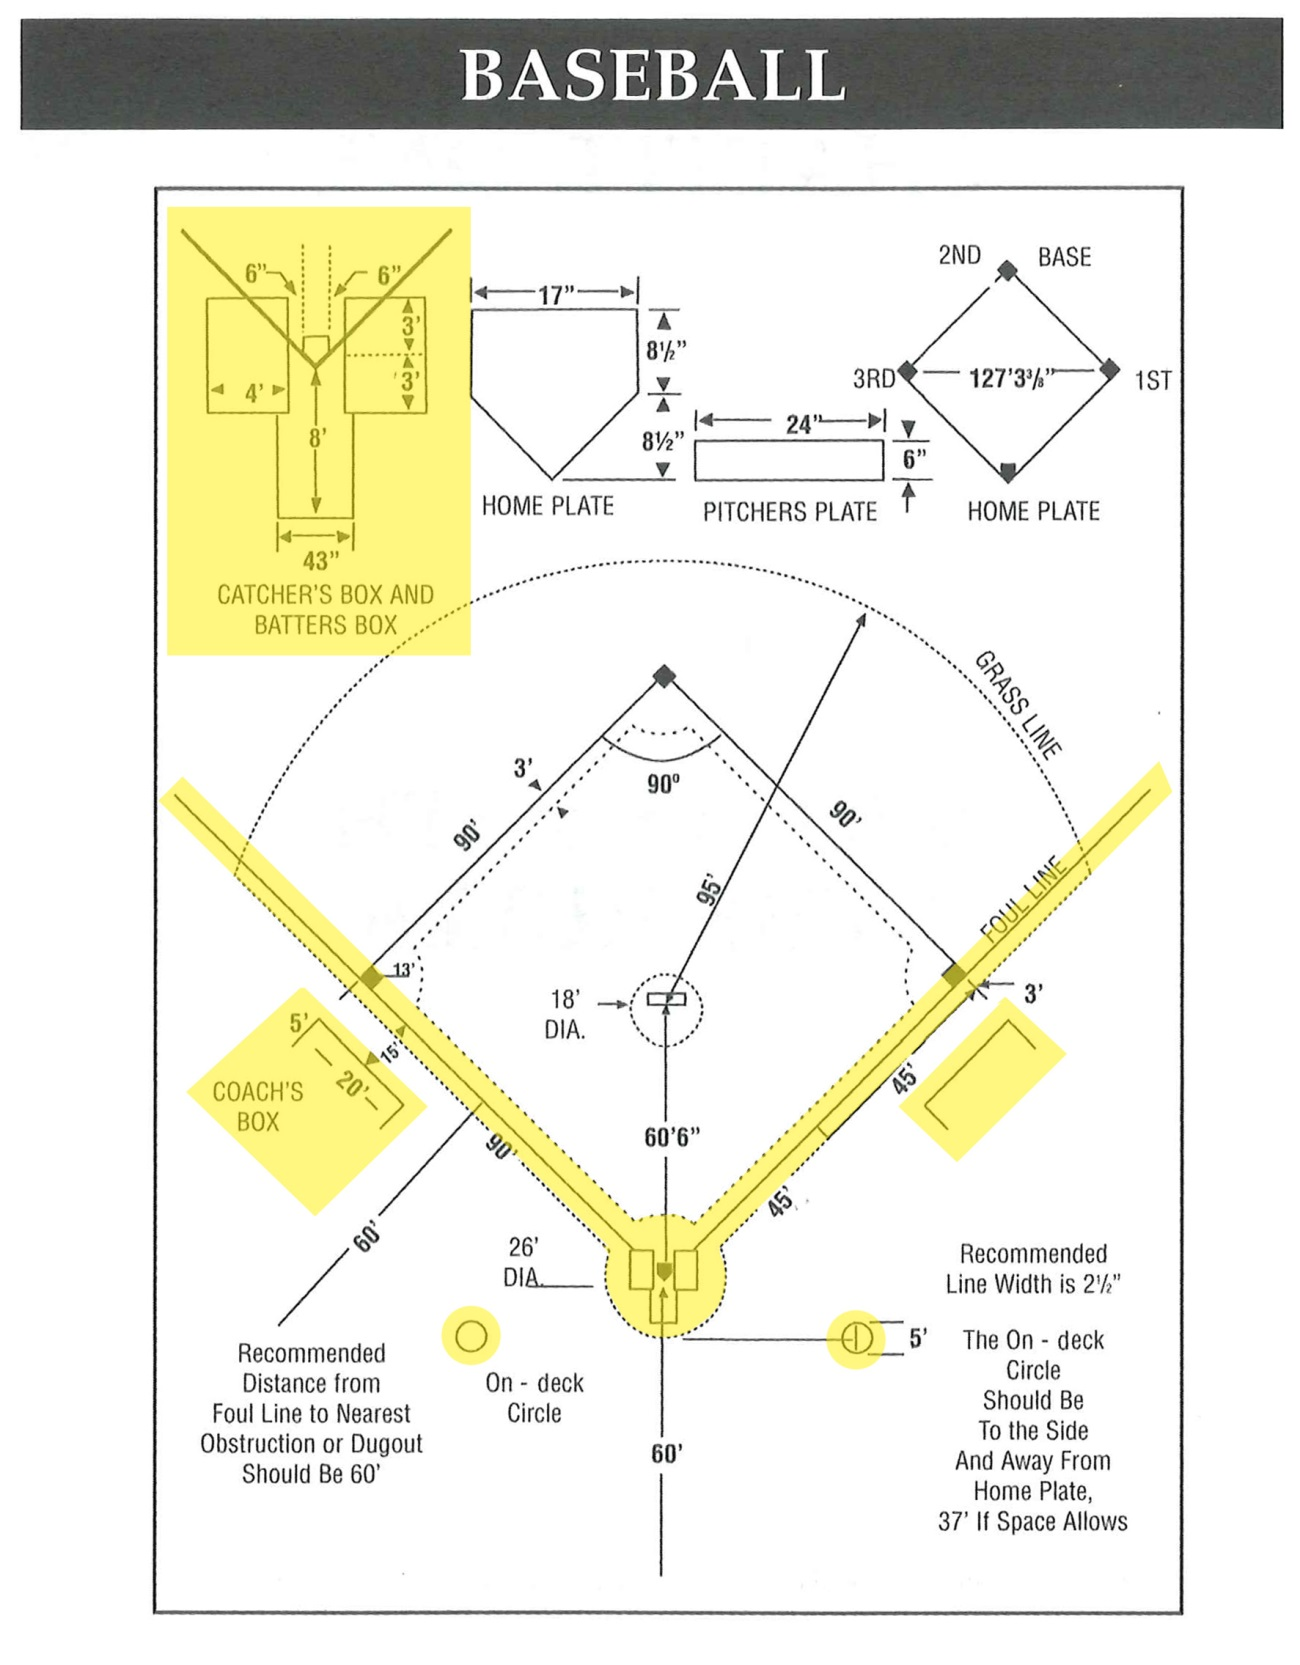 BASEBALL
6" 6"
3'
3'
4'
8'
43"
CATCHER'S BOX AND
BATTERS BOX
17"
8½"
8½"
HOME PLATE
24"
6"
PITCHERS PLATE
2ND BASE
3RD 127'3⅜" 1ST
HOME PLATE
GRASS LINE
3'
90°
90'
90'
95'
FOUL LINE
13'
18'
DIA.
3'
5'
15'
20'
COACH'S
BOX
45'
60'6"
90'
45'
60'
26'
DIA.
Recommended
Line Width is 2½"
5'
Recommended
Distance from
Foul Line to Nearest
Obstruction or Dugout
Should Be 60'
On - deck
Circle
60'
The On - deck
Circle
Should Be
To the Side
And Away From
Home Plate,
37' If Space Allows